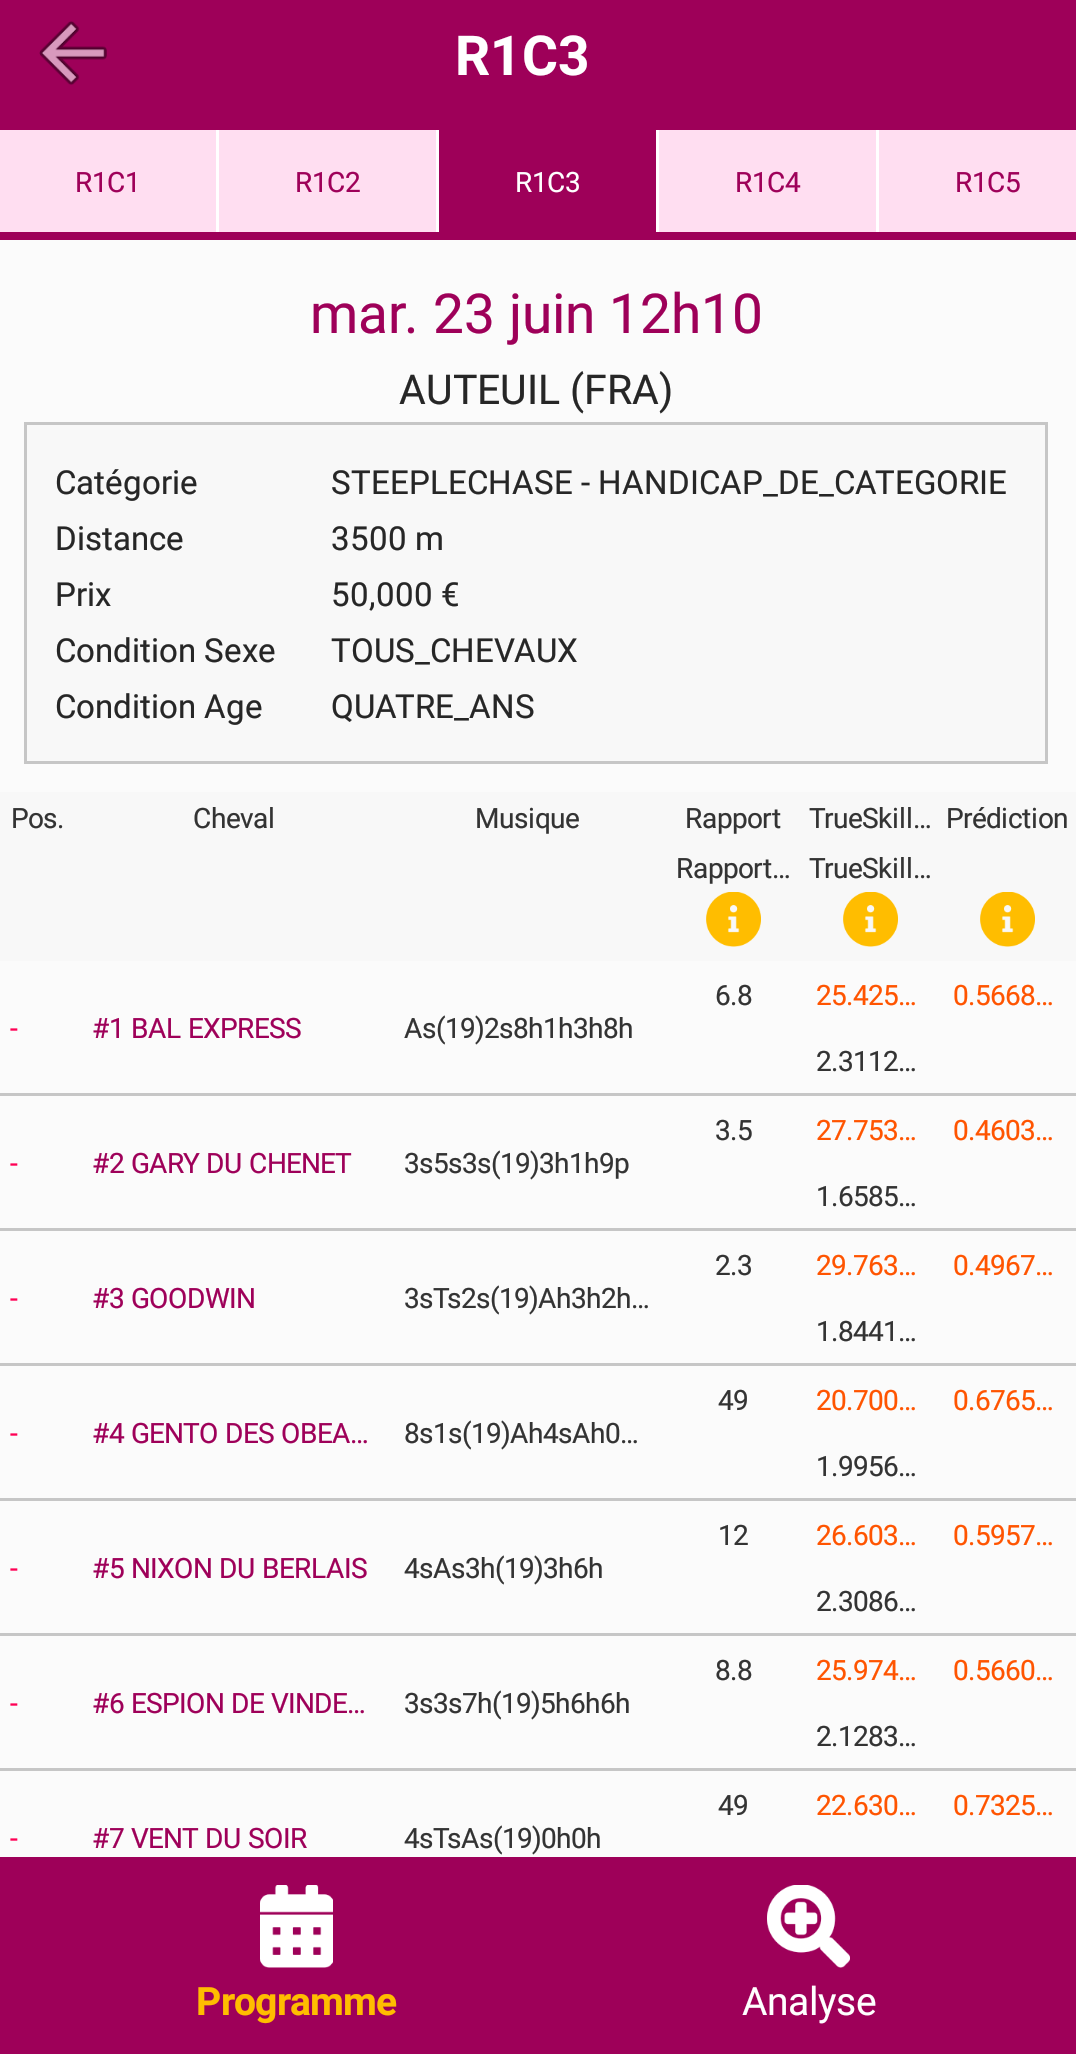 R1C3
R1C1 R1C2 R1C3 R1C4 R1C5
mar. 23 juin 12h10
AUTEUIL (FRA)
Catégorie STEEPLECHASE - HANDICAP_DE_CATEGORIE
Distance 3500 m
Prix 50,000 €
Condition Sexe TOUS_CHEVAUX
Condition Age QUATRE_ANS
Pos. Cheval Musique Rapport TrueSkill... Prédiction
Rapport... TrueSkill...
6.8 25.425... 0.5668...
- #1 BAL EXPRESS As(19)2s8h1h3h8h
2.3112...
3.5 27.753... 0.4603...
- #2 GARY DU CHENET 3s5s3s(19)3h1h9p
1.6585...
2.3 29.763... 0.4967...
- #3 GOODWIN 3sTs2s(19)Ah3h2h...
1.8441...
49 20.700... 0.6765...
- #4 GENTO DES OBEA... 8s1s(19)Ah4sAh0...
1.9956...
12 26.603... 0.5957...
- #5 NIXON DU BERLAIS 4sAs3h(19)3h6h
2.3086...
8.8 25.974... 0.5660...
- #6 ESPION DE VINDE... 3s3s7h(19)5h6h6h
2.1283...
49 22.630... 0.7325...
- #7 VENT DU SOIR 4sTsAs(19)0h0h
Programme Analyse